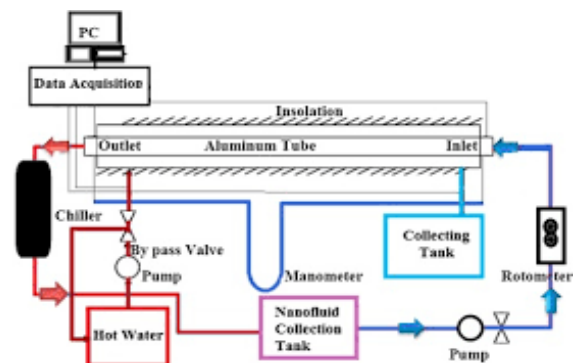 PC
Data Acquisition
Insolation
Outlet
Aluminum Tube
Inlet
Chiller
By pass Valve
Pump
Manometer
Collecting
Tank
Rotometer
Hot Water
Nanofluid
Collection
Tank
Pump